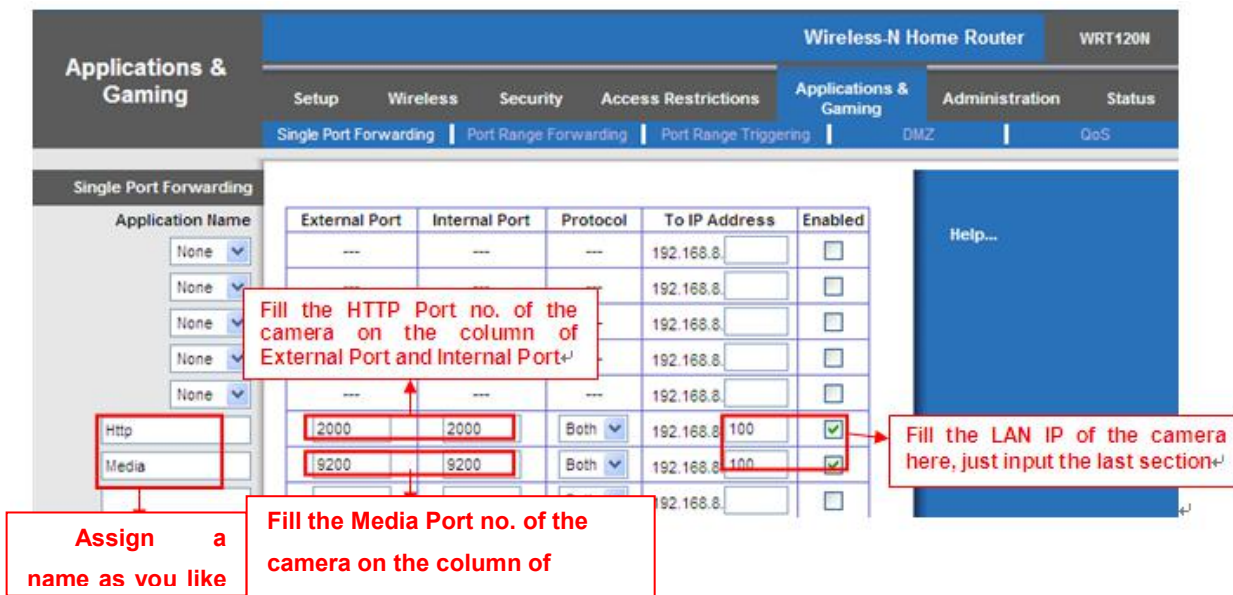 Wireless-N Home Router WRT120N
Applications &
Gaming
Setup Wireless Security Access Restrictions Applications & Gaming Administration Status
Single Port Forwarding Port Range Forwarding Port Range Triggering DMZ QoS
Single Port Forwarding
Application Name External Port Internal Port Protocol To IP Address Enabled
Help...
None --- --- --- 192.168.8.
None --- --- --- 192.168.8.
None 192.168.8.
None 192.168.8.
None --- --- --- 192.168.8.
Fill the HTTP Port no. of the
camera on the column of
External Port and Internal Port↵
Http 2000 2000 Both 192.168.8 100
Media 9200 9200 Both 192.168.8 100
192.168.8.
Fill the LAN IP of the camera
here, just input the last section↵
↵
Assign a
name as you like
Fill the Media Port no. of the
camera on the column of